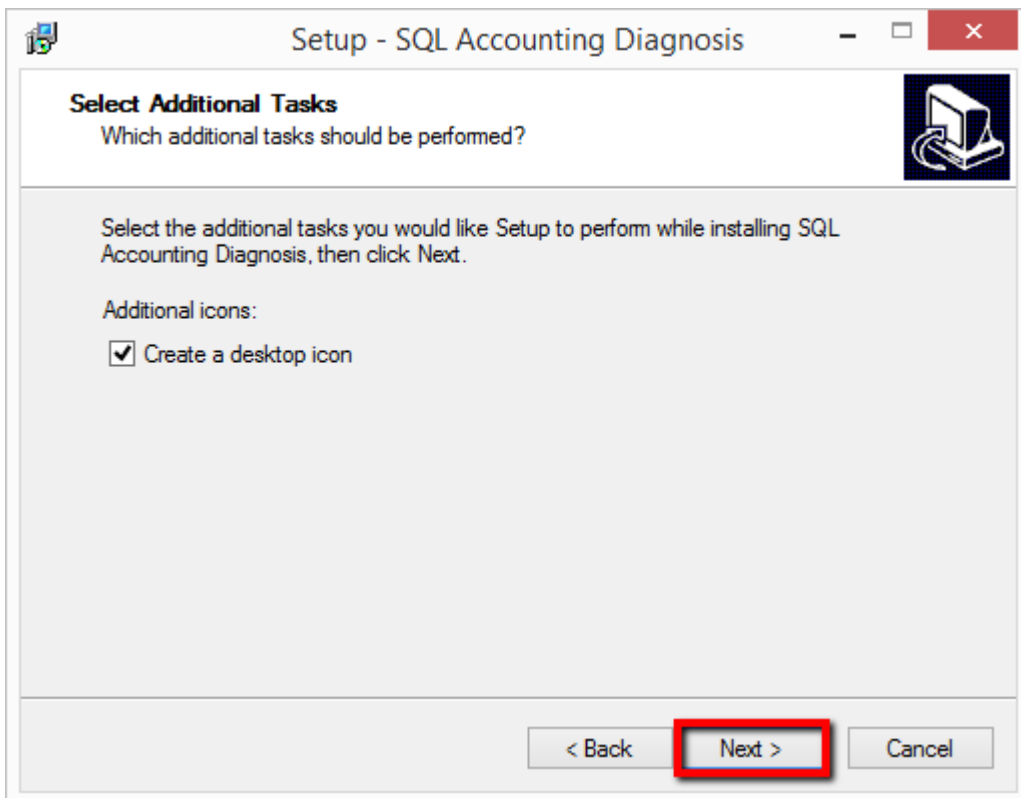 Setup - SQL Accounting Diagnosis
Select Additional Tasks
Which additional tasks should be performed?
Select the additional tasks you would like Setup to perform while installing SQL
Accounting Diagnosis, then click Next.
Additional icons:
Create a desktop icon
< Back Next > Cancel